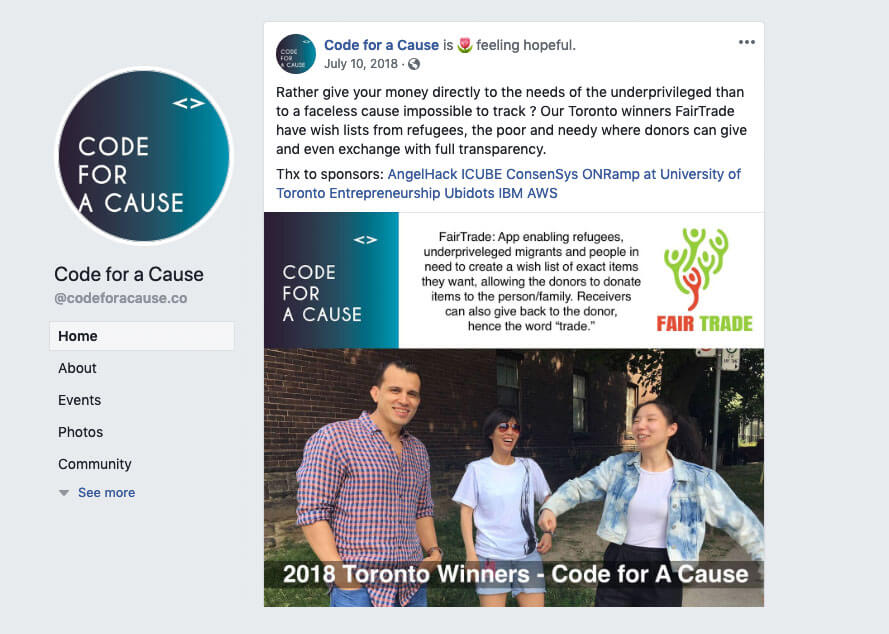 <>
CODE
FOR
A CAUSE
Code for a Cause
@codeforacause.co
Home
About
Events
Photos
Community
See more
CODE
FOR
A CAUSE
Code for a Cause is 🌷 feeling hopeful.
July 10, 2018 ·
Rather give your money directly to the needs of the underprivileged than
to a faceless cause impossible to track ? Our Toronto winners FairTrade
have wish lists from refugees, the poor and needy where donors can give
and even exchange with full transparency.
Thx to sponsors: AngelHack ICUBE ConsenSys ONRamp at University of
Toronto Entrepreneurship Ubidots IBM AWS
<>
CODE
FOR
A CAUSE
FairTrade: App enabling refugees,
underpriveleged migrants and people in
need to create a wish list of exact items
they want, allowing the donors to donate
items to the person/family. Receivers
can also give back to the donor,
hence the word “trade.”
FAIR TRADE
2018 Toronto Winners - Code for A Cause